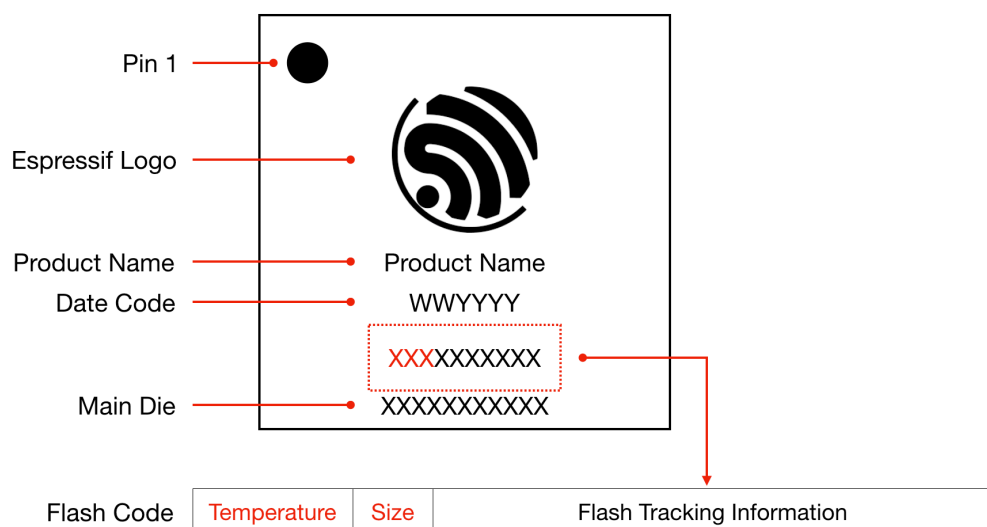 Pin 1
Espressif Logo
Product Name Product Name
Date Code WWYYYY
XXXXXXXXXX
Main Die XXXXXXXXXXX
Flash Code Temperature Size Flash Tracking Information